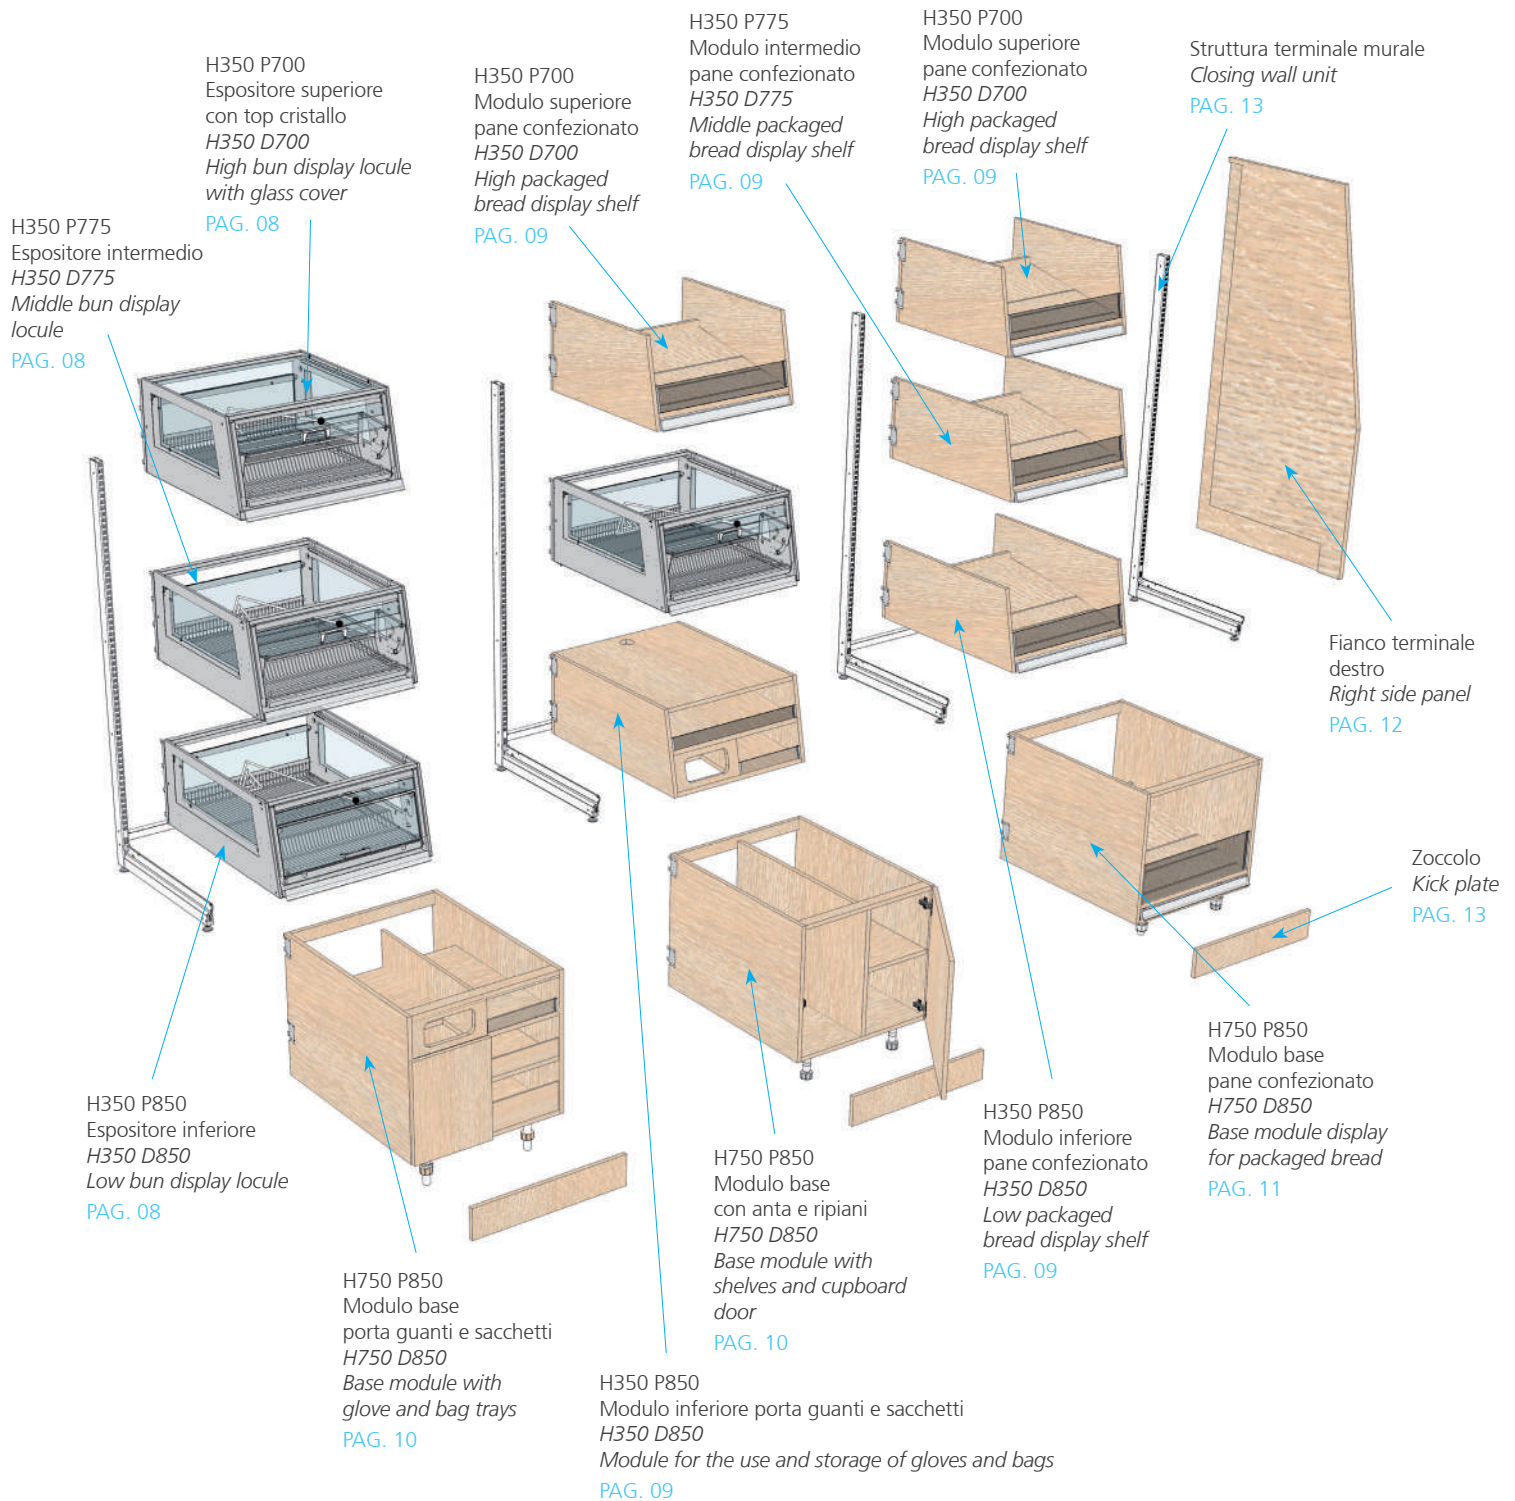 H350 P775
Modulo intermedio
pane confezionato
H350 D775
Middle packaged
bread display shelf
PAG. 09
H350 P700
Modulo superiore
pane confezionato
H350 D700
High packaged
bread display shelf
PAG. 09
Struttura terminale murale
Closing wall unit
PAG. 13
H350 P700
Espositore superiore
con top cristallo
H350 D700
High bun display locule
with glass cover
PAG. 08
H350 P700
Modulo superiore
pane confezionato
H350 D700
High packaged
bread display shelf
PAG. 09
H350 P775
Espositore intermedio
H350 D775
Middle bun display
locule
PAG. 08
Fianco terminale
destro
Right side panel
PAG. 12
Zoccolo
Kick plate
PAG. 13
H750 P850
Modulo base
pane confezionato
H750 D850
Base module display
for packaged bread
PAG. 11
H350 P850
Espositore inferiore
H350 D850
Low bun display locule
PAG. 08
H350 P850
Modulo inferiore
pane confezionato
H350 D850
Low packaged
bread display shelf
PAG. 09
H750 P850
Modulo base
con anta e ripiani
H750 D850
Base module with
shelves and cupboard
door
PAG. 10
H750 P850
Modulo base
porta guanti e sacchetti
H750 D850
Base module with
glove and bag trays
PAG. 10
H350 P850
Modulo inferiore porta guanti e sacchetti
H350 D850
Module for the use and storage of gloves and bags
PAG. 09